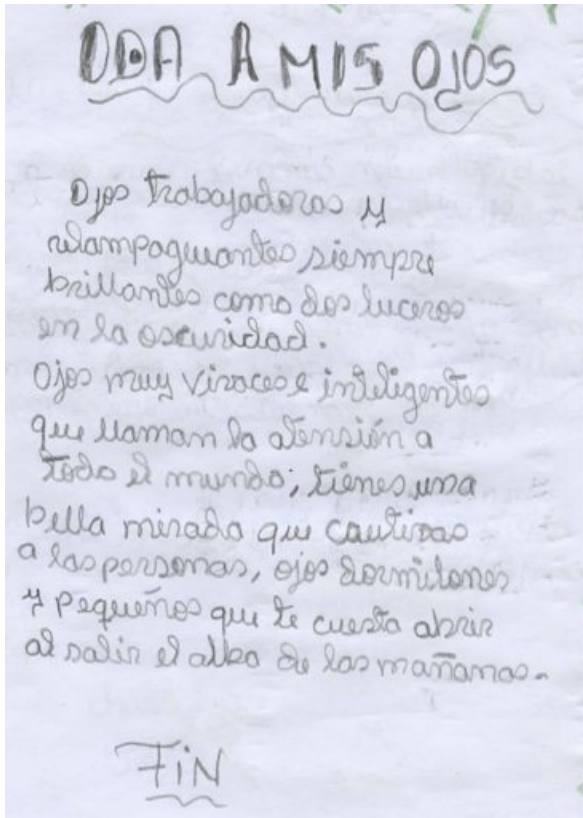 ODA A MIS OJOS
Ojos trabajadoras y
relampagueantes siempre
brillantes como dos luceros
en la oscuridad.
Ojos muy vivaces e inteligentes
que llaman la atensión a
todo el mundo; tienes una
bella mirada que cautivas
a las personas, ojos dormilones
y pequeños que te cuesta abrir
al salir el alba de las mañanas.
FIN